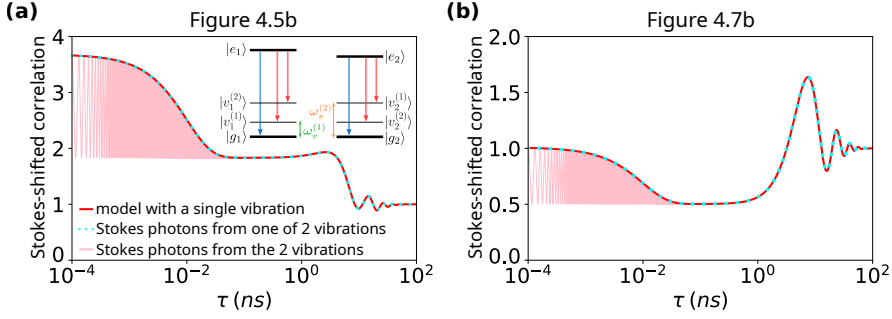 (a)
Figure 4.5b
Stokes-shifted correlation
4
3
2
1
0
|e₁⟩
|e₂⟩
|v₁⁽²⁾⟩
|v₁⁽¹⁾⟩
|g₁⟩
ω_v⁽¹⁾
ω_v⁽²⁾
|v₂⁽¹⁾⟩
|v₂⁽²⁾⟩
|g₂⟩
model with a single vibration
Stokes photons from one of 2 vibrations
Stokes photons from the 2 vibrations
10⁻⁴ 10⁻² 10⁰ 10²
τ (ns)
(b)
Figure 4.7b
Stokes-shifted correlation
2.0
1.5
1.0
0.5
0.0
10⁻⁴ 10⁻² 10⁰ 10²
τ (ns)